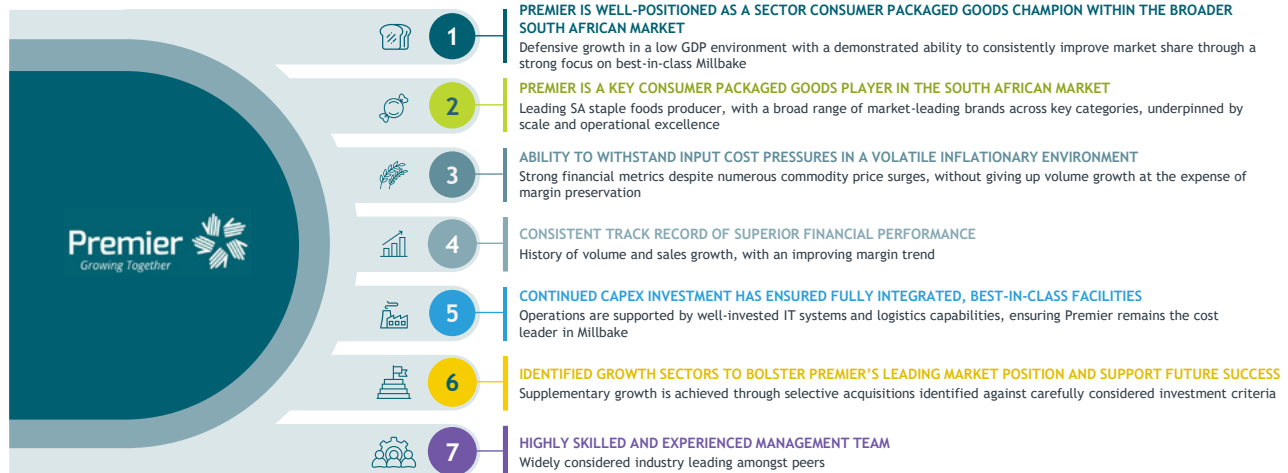 Premier
Growing Together
1
PREMIER IS WELL-POSITIONED AS A SECTOR CONSUMER PACKAGED GOODS CHAMPION WITHIN THE BROADER
SOUTH AFRICAN MARKET
Defensive growth in a low GDP environment with a demonstrated ability to consistently improve market share through a
strong focus on best-in-class Millbake
2
PREMIER IS A KEY CONSUMER PACKAGED GOODS PLAYER IN THE SOUTH AFRICAN MARKET
Leading SA staple foods producer, with a broad range of market-leading brands across key categories, underpinned by
scale and operational excellence
3
ABILITY TO WITHSTAND INPUT COST PRESSURES IN A VOLATILE INFLATIONARY ENVIRONMENT
Strong financial metrics despite numerous commodity price surges, without giving up volume growth at the expense of
margin preservation
4
CONSISTENT TRACK RECORD OF SUPERIOR FINANCIAL PERFORMANCE
History of volume and sales growth, with an improving margin trend
5
CONTINUED CAPEX INVESTMENT HAS ENSURED FULLY INTEGRATED, BEST-IN-CLASS FACILITIES
Operations are supported by well-invested IT systems and logistics capabilities, ensuring Premier remains the cost
leader in Millbake
6
IDENTIFIED GROWTH SECTORS TO BOLSTER PREMIER'S LEADING MARKET POSITION AND SUPPORT FUTURE SUCCESS
Supplementary growth is achieved through selective acquisitions identified against carefully considered investment criteria
7
HIGHLY SKILLED AND EXPERIENCED MANAGEMENT TEAM
Widely considered industry leading amongst peers